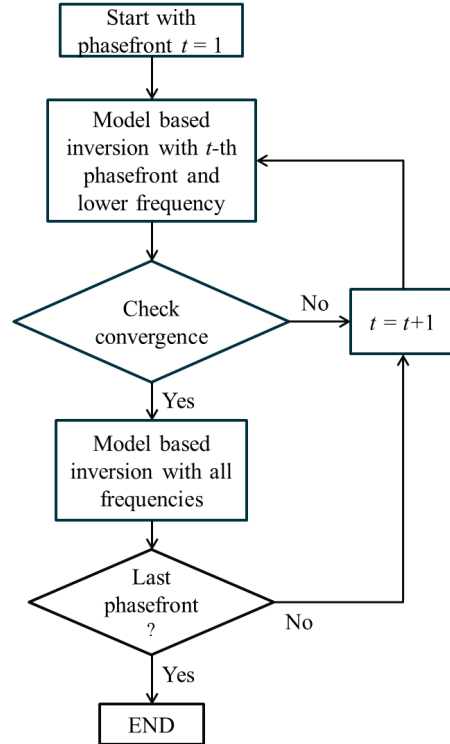 Start with
phasefront t = 1
Model based
inversion with t-th
phasefront and
lower frequency
Check
convergence
No
t = t+1
Yes
Model based
inversion with all
frequencies
Last
phasefront
?
No
Yes
END